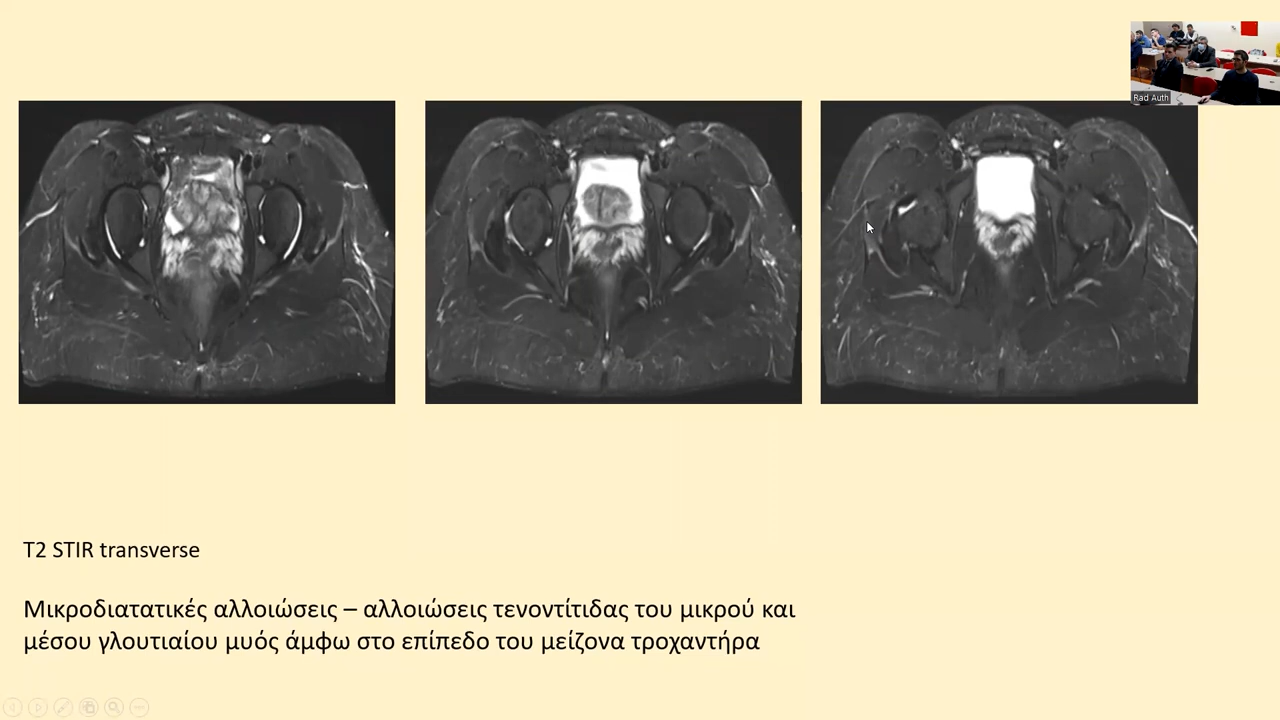 Rad Auth
T2 STIR transverse
Μικροδιατατικές αλλοιώσεις – αλλοιώσεις τενοντίτιδας του μικρού και
μέσου γλουτιαίου μυός άμφω στο επίπεδο του μείζονα τροχαντήρα